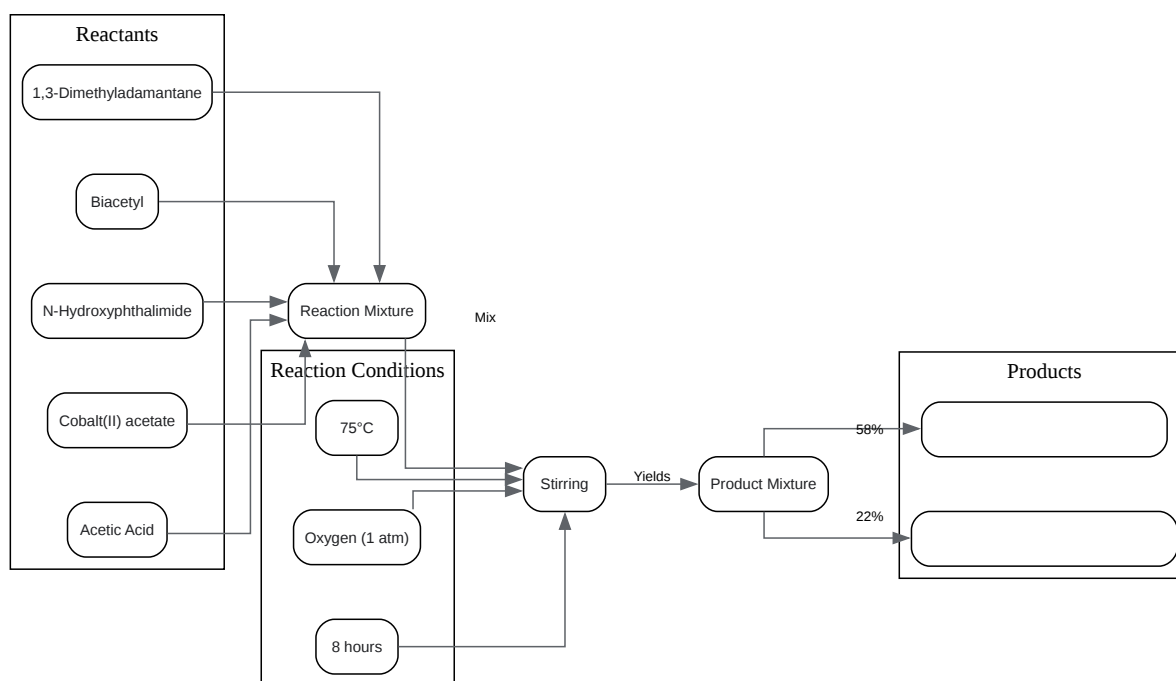 Reactants
1,3-Dimethyladamantane
Biacetyl
N-Hydroxyphthalimide
Reaction Mixture
Mix
Cobalt(II) acetate
Acetic Acid
Reaction Conditions
75°C
Oxygen (1 atm)
8 hours
Stirring
Yields
Product Mixture
58%
22%
Products